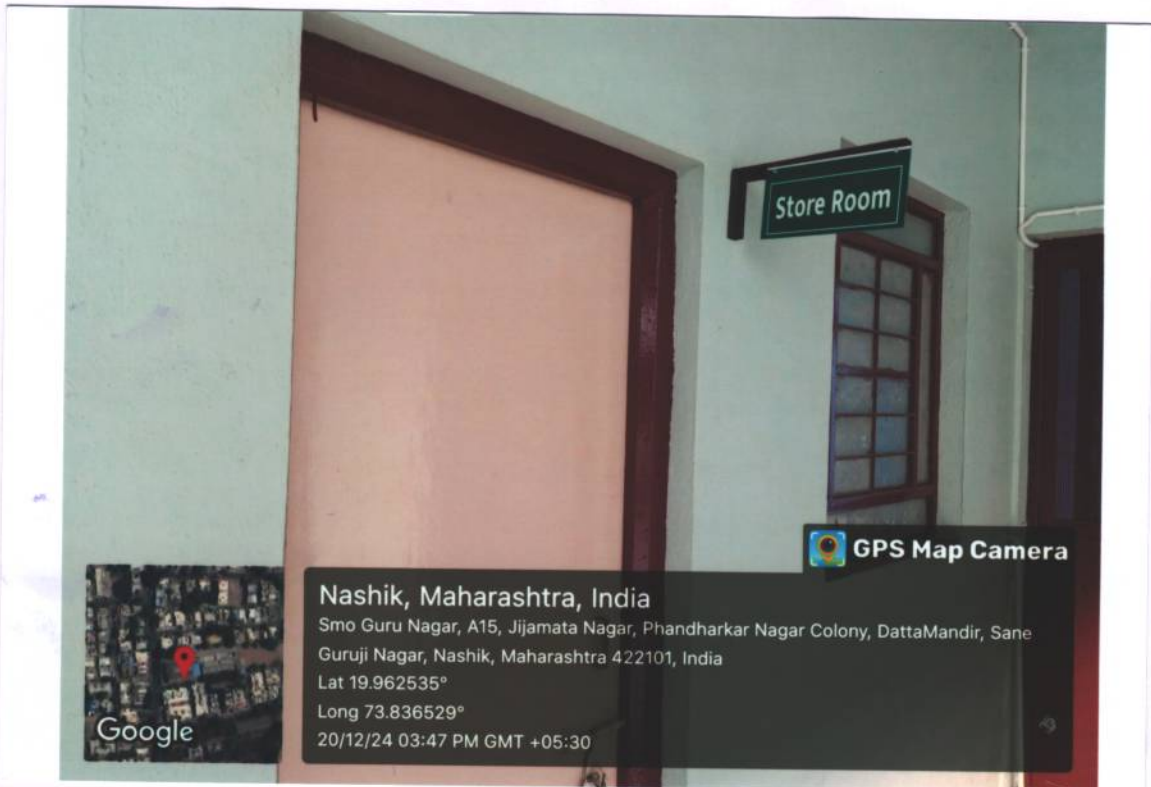 Store Room
GPS Map Camera
Nashik, Maharashtra, India
Smo Guru Nagar, A15, Jijamata Nagar, Phandharkar Nagar Colony, DattaMandir, Sane
Guruji Nagar, Nashik, Maharashtra 422101, India
Lat 19.962535°
Long 73.836529°
20/12/24 03:47 PM GMT +05:30
Google